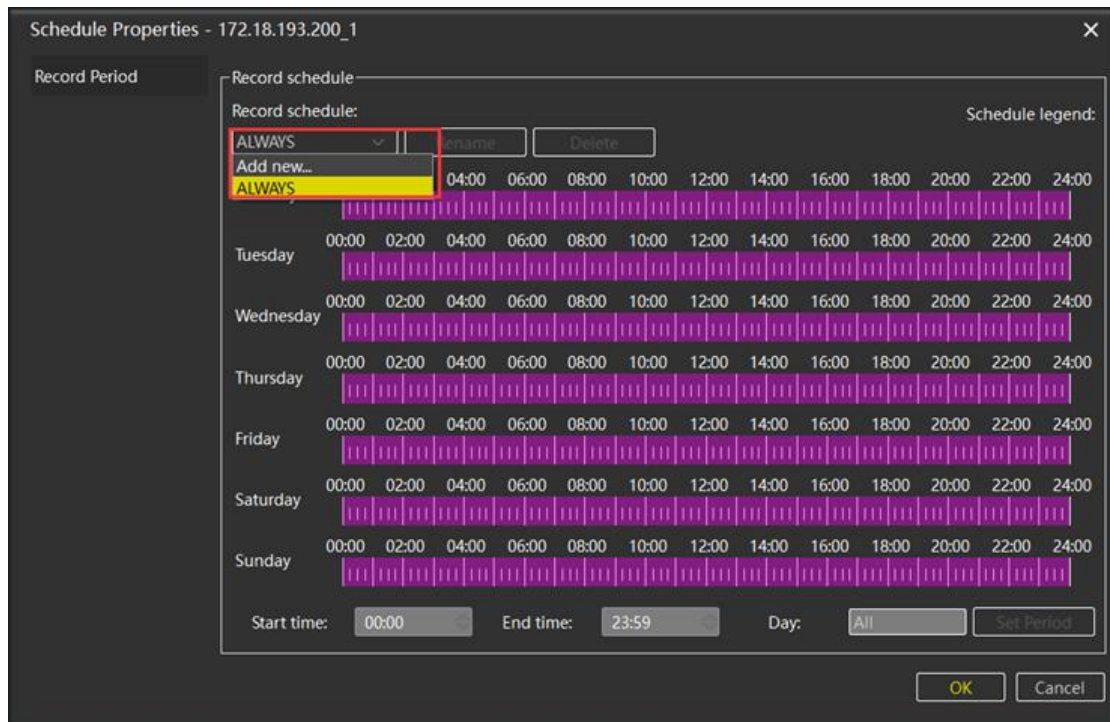 Schedule Properties - 172.18.193.200_1
Record Period
Record schedule
Record schedule:
Schedule legend:
ALWAYS Delete
Add new...
ALWAYS
04:00 06:00 08:00 10:00 12:00 14:00 16:00 18:00 20:00 22:00 24:00
00:00 02:00 04:00 06:00 08:00 10:00 12:00 14:00 16:00 18:00 20:00 22:00 24:00
Tuesday
00:00 02:00 04:00 06:00 08:00 10:00 12:00 14:00 16:00 18:00 20:00 22:00 24:00
Wednesday
00:00 02:00 04:00 06:00 08:00 10:00 12:00 14:00 16:00 18:00 20:00 22:00 24:00
Thursday
00:00 02:00 04:00 06:00 08:00 10:00 12:00 14:00 16:00 18:00 20:00 22:00 24:00
Friday
00:00 02:00 04:00 06:00 08:00 10:00 12:00 14:00 16:00 18:00 20:00 22:00 24:00
Saturday
00:00 02:00 04:00 06:00 08:00 10:00 12:00 14:00 16:00 18:00 20:00 22:00 24:00
Sunday
Start time: 00:00 End time: 23:59 Day: All Set Period
OK Cancel